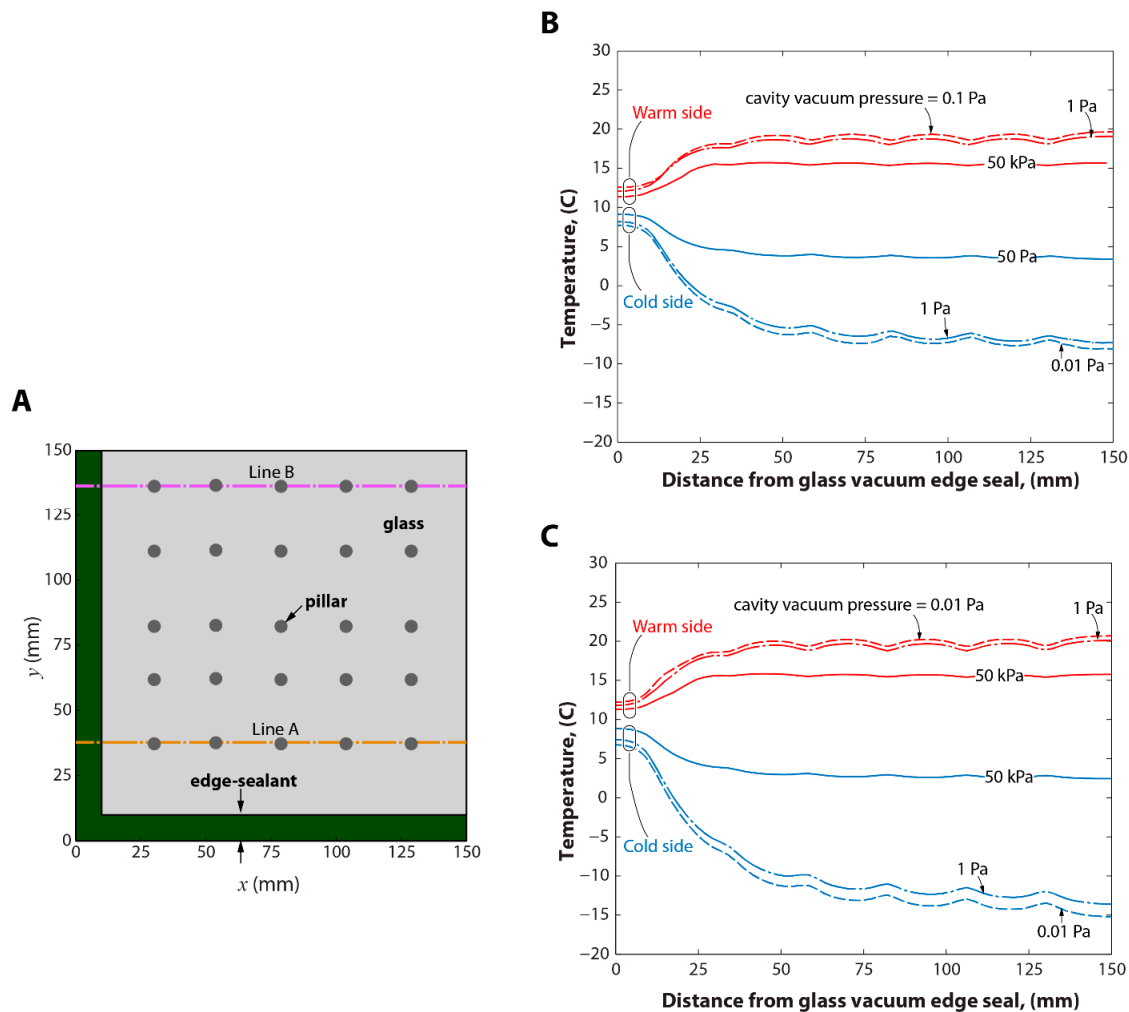 A
150
125
100
75
50
25
0
y (mm)
Line B
glass
pillar
Line A
edge-sealant
0
50
75
100
125
150
x (mm)
B
30
25
20
15
10
5
0
−5
−10
−15
−20
Temperature, (C)
cavity vacuum pressure = 0.1 Pa
1 Pa
Warm side
50 kPa
50 Pa
Cold side
1 Pa
0.01 Pa
0
25
50
75
100
125
150
Distance from glass vacuum edge seal, (mm)
C
30
25
20
15
10
5
0
−5
−10
−15
−20
Temperature, (C)
cavity vacuum pressure = 0.01 Pa
1 Pa
Warm side
50 kPa
50 kPa
Cold side
1 Pa
0.01 Pa
0
25
50
75
100
125
150
Distance from glass vacuum edge seal, (mm)